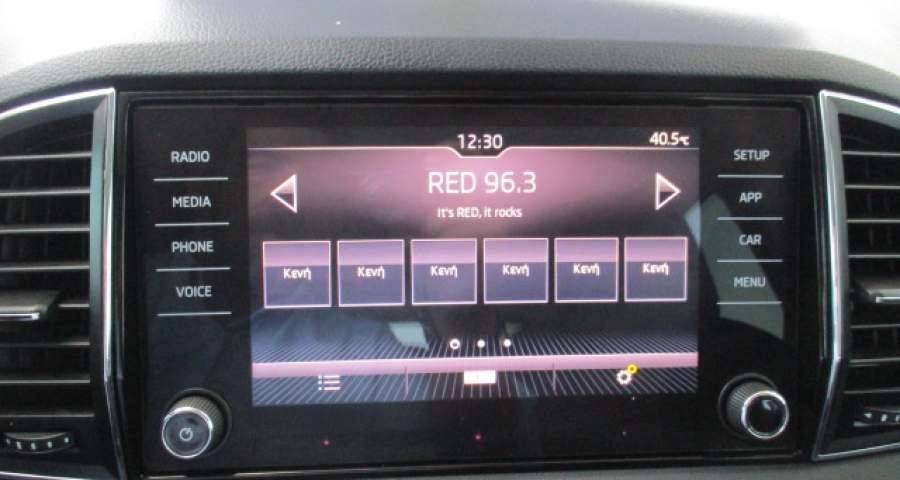 12:30
40.5℃
RADIO
MEDIA
PHONE
VOICE
RED 96.3
It's RED, it rocks
Κενή Κενή Κενή Κενή Κενή Κενή
SETUP
APP
CAR
MENU